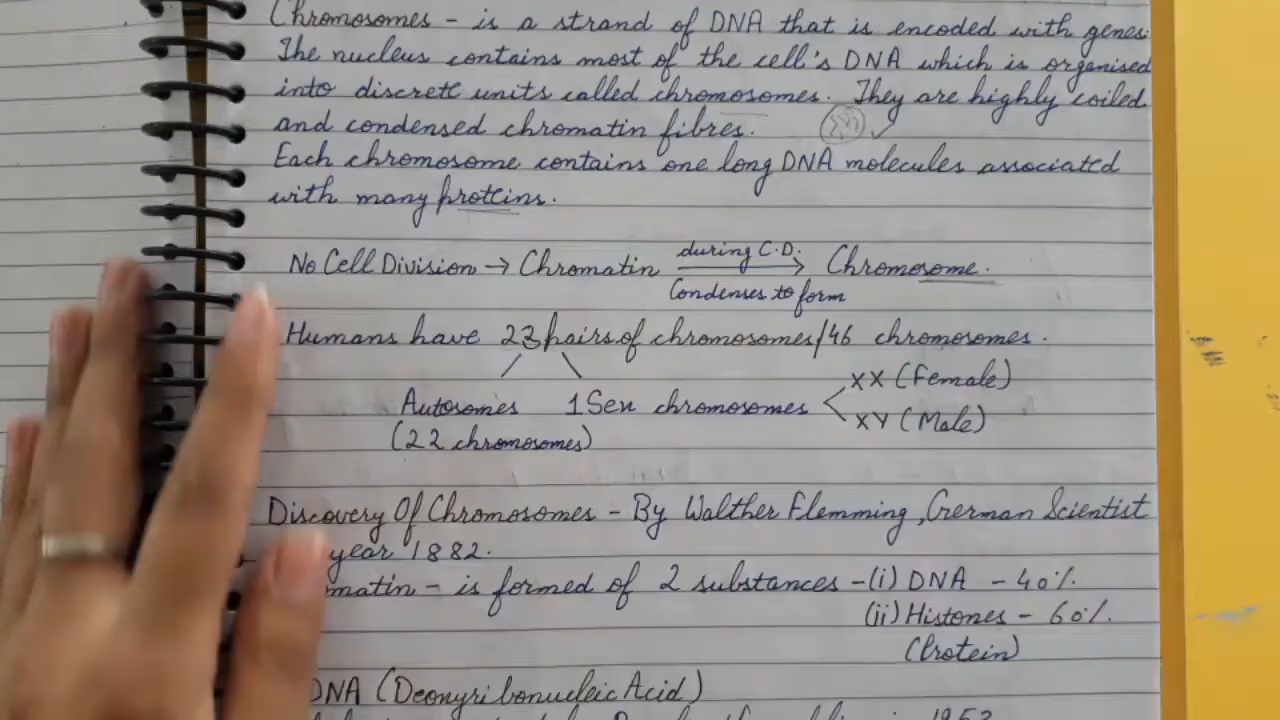 Chromosomes - is a strand of DNA that is encoded with genes.
The nucleus contains most of the cell's DNA which is organised
into discrete units called chromosomes. They are highly coiled
and condensed chromatin fibres.
Each chromosome contains one long DNA molecules associated
with many proteins.
No Cell Division → Chromatin during C.D. Condenses to form → Chromosome.
Humans have 23 pairs of chromosomes/46 chromosomes.
Autosomes 1 Sex chromosomes XX (Female)
(22 chromosomes) XY (Male)
Discovery Of Chromosomes - By Walther Flemming, German Scientist
year 1882.
matin - is formed of 2 substances - (i) DNA - 40%.
(ii) Histones - 60%.
(Protein)
DNA (Deoxyribonucleic Acid)
1953